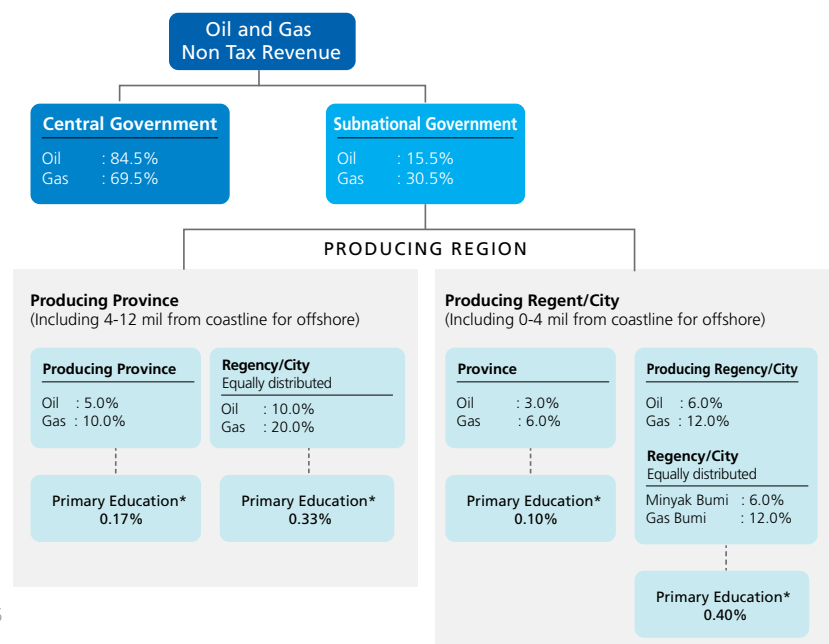 Oil and Gas
Non Tax Revenue
Central Government
Oil : 84.5%
Gas : 69.5%
Subnational Government
Oil : 15.5%
Gas : 30.5%
PRODUCING REGION
Producing Province
(Including 4-12 mil from coastline for offshore)
Producing Province
Oil : 5.0%
Gas : 10.0%
Regency/City
Equally distributed
Oil : 10.0%
Gas : 20.0%
Primary Education*
0.17%
Primary Education*
0.33%
Producing Regent/City
(Including 0-4 mil from coastline for offshore)
Province
Oil : 3.0%
Gas : 6.0%
Producing Regency/City
Oil : 6.0%
Gas : 12.0%
Regency/City
Equally distributed
Minyak Bumi : 6.0%
Gas Bumi : 12.0%
Primary Education*
0.10%
Primary Education*
0.40%